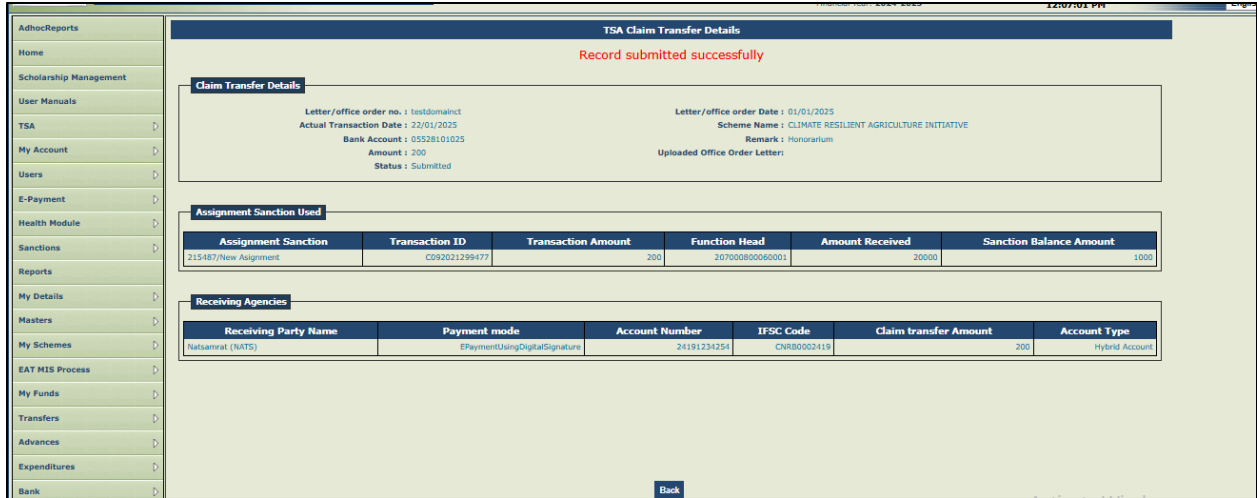 Financial Year: 2024-2025
12:07:01 PM
AdhocReports
Home
Scholarship Management
User Manuals
TSA
My Account
Users
E-Payment
Health Module
Sanctions
Reports
My Details
Masters
My Schemes
EAT MIS Process
My Funds
Transfers
Advances
Expenditures
Bank
TSA Claim Transfer Details
Record submitted successfully
Claim Transfer Details
Letter/office order no. : testdomainct Letter/office order Date : 01/01/2025
Actual Transaction Date : 22/01/2025 Scheme Name : CLIMATE RESILIENT AGRICULTURE INITIATIVE
Bank Account : 05528101025 Remark : Honorarium
Amount : 200 Uploaded Office Order Letter:
Status : Submitted
Assignment Sanction Used
Assignment Sanction Transaction ID Transaction Amount Function Head Amount Received Sanction Balance Amount
215487/New Asignment C092021299477 200 207000800060001 20000 1000
Receiving Agencies
Receiving Party Name Payment mode Account Number IFSC Code Claim transfer Amount Account Type
Natsamrat (NATS) EPaymentUsingDigitalSignature 24191234254 CNRB0002419 200 Hybrid Account
Back